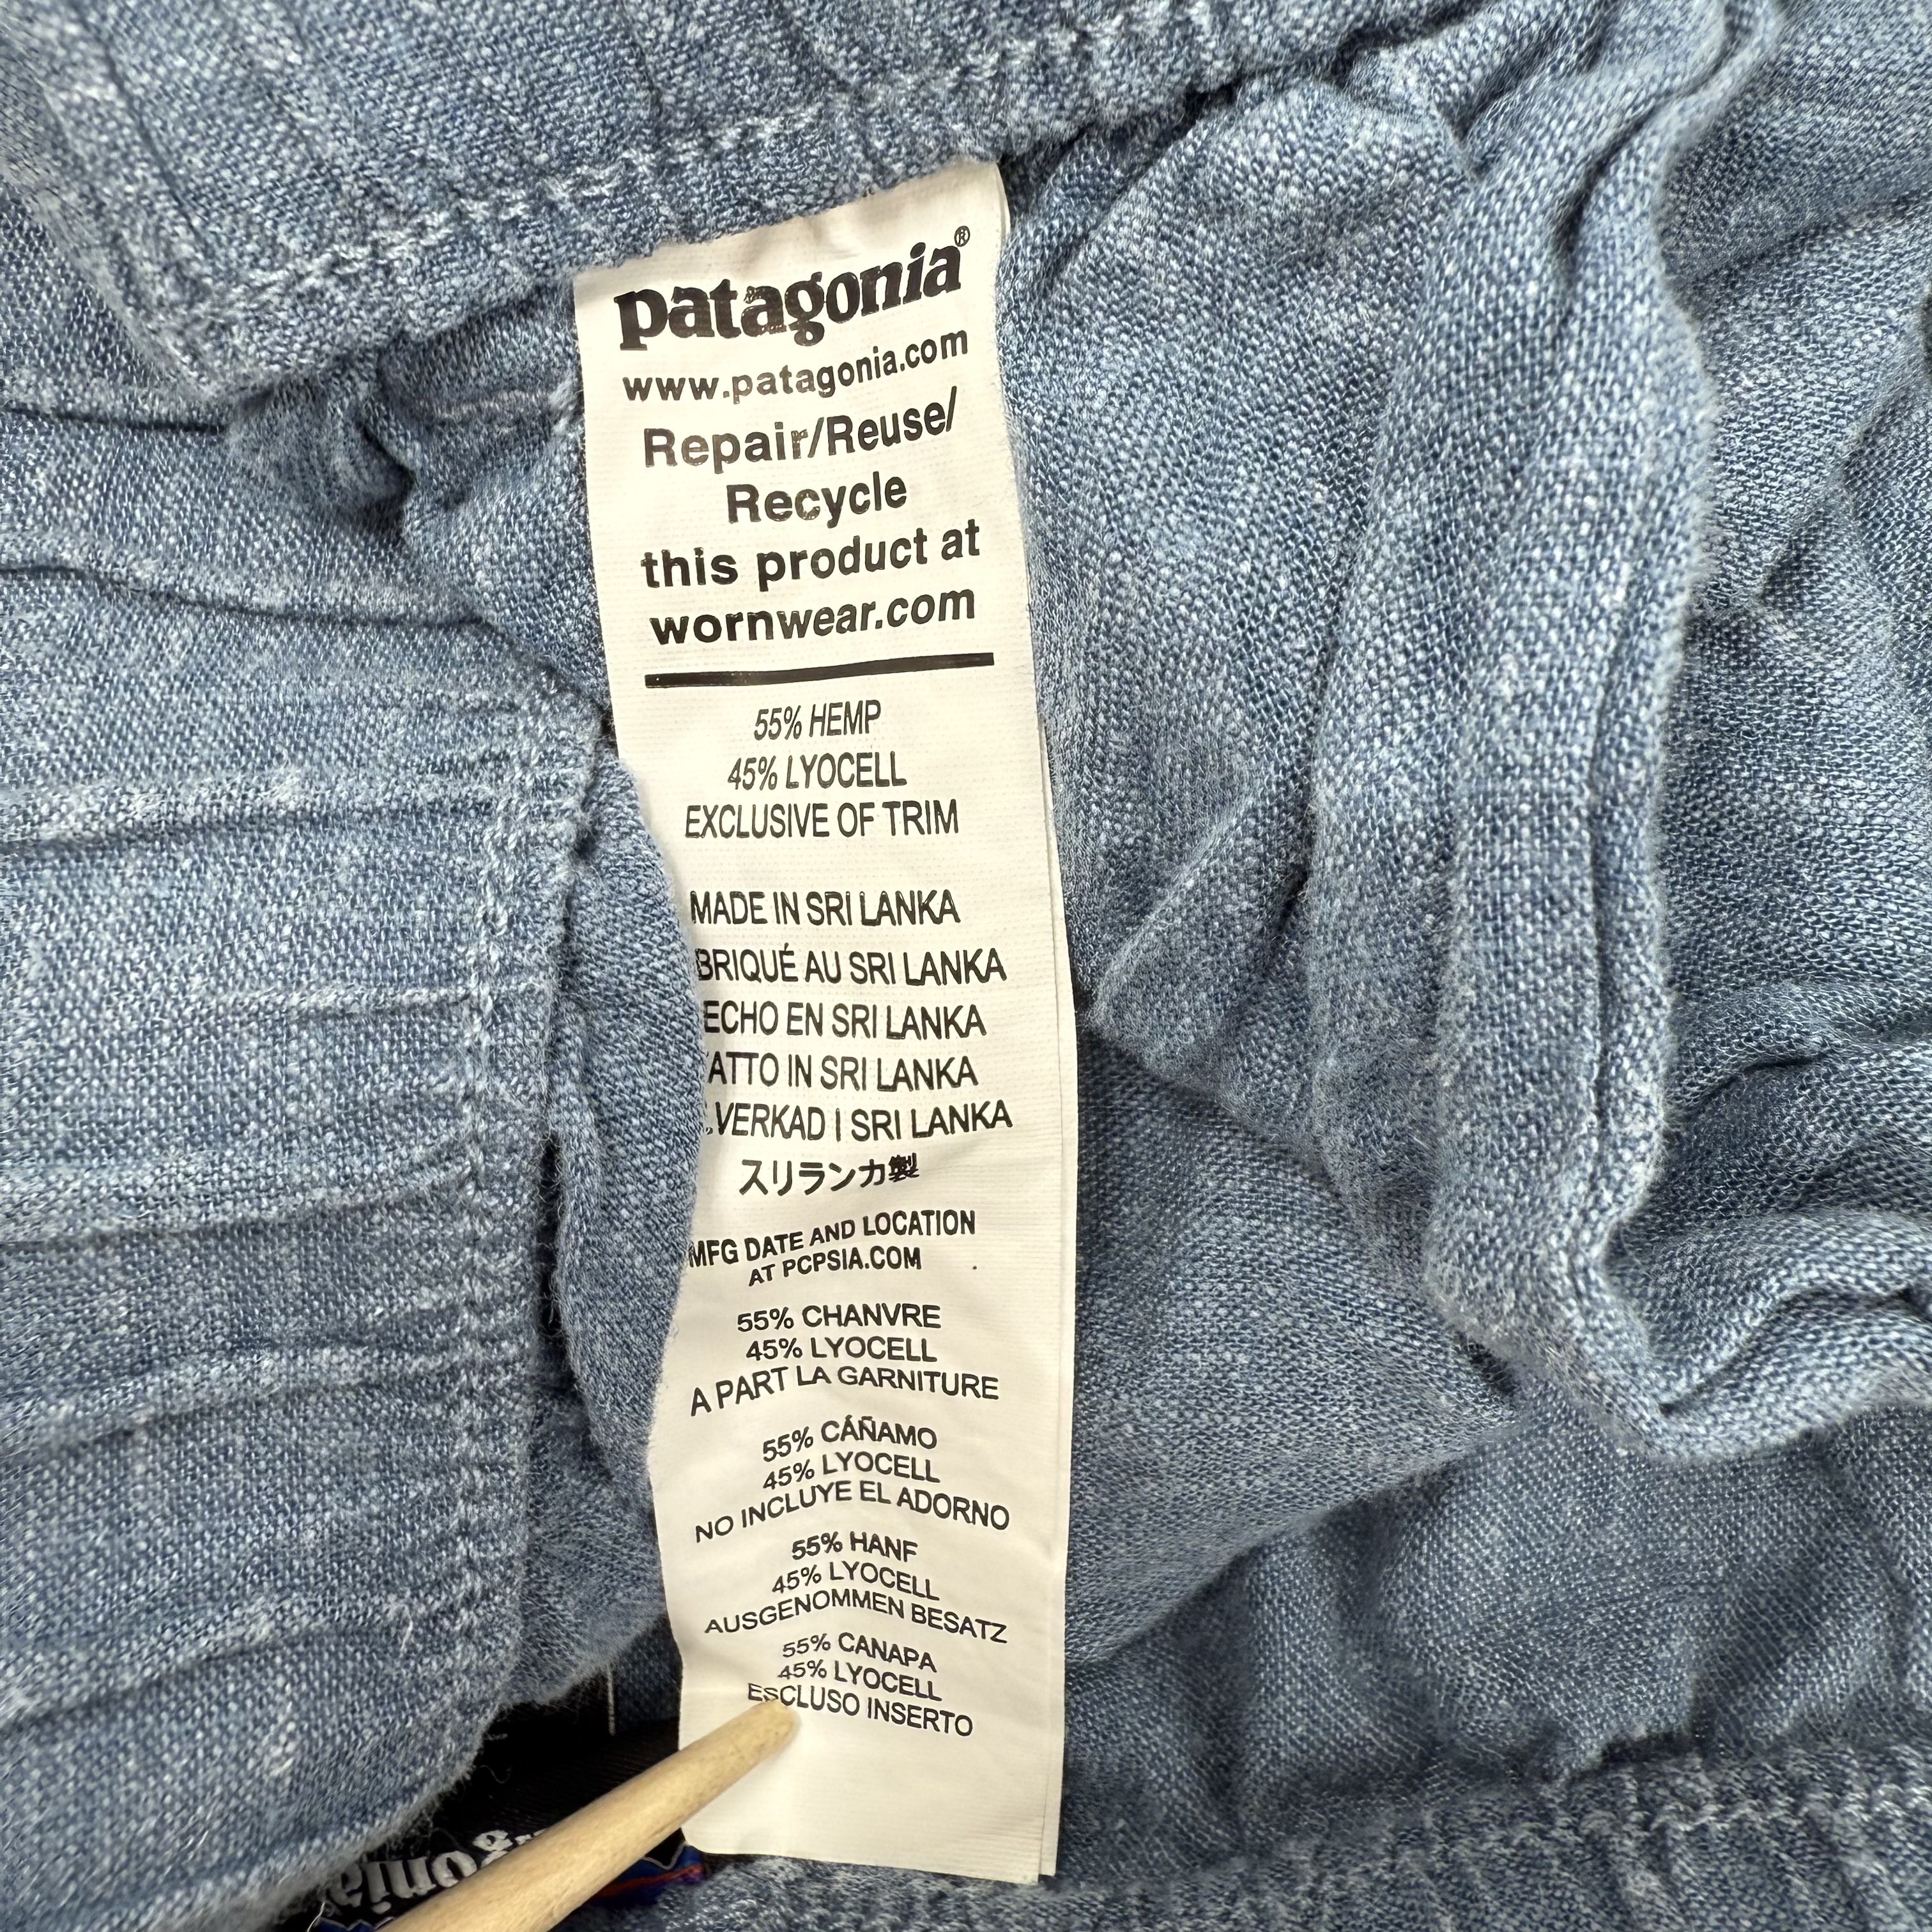 patagonia®
www.patagonia.com
Repair/Reuse/
Recycle
this product at
wornwear.com
55% HEMP
45% LYOCELL
EXCLUSIVE OF TRIM
MADE IN SRI LANKA
BRIQUÉ AU SRI LANKA
ECHO EN SRI LANKA
ATTO IN SRI LANKA
VERKAD I SRI LANKA
スリランカ製
MFG DATE AND LOCATION
AT PCPSIA.COM
55% CHANVRE
45% LYOCELL
A PART LA GARNITURE
55% CÁÑAMO
45% LYOCELL
NO INCLUYE EL ADORNO
55% HANF
45% LYOCELL
AUSGENOMMEN BESATZ
55% CANAPA
45% LYOCELL
ESCLUSO INSERTO